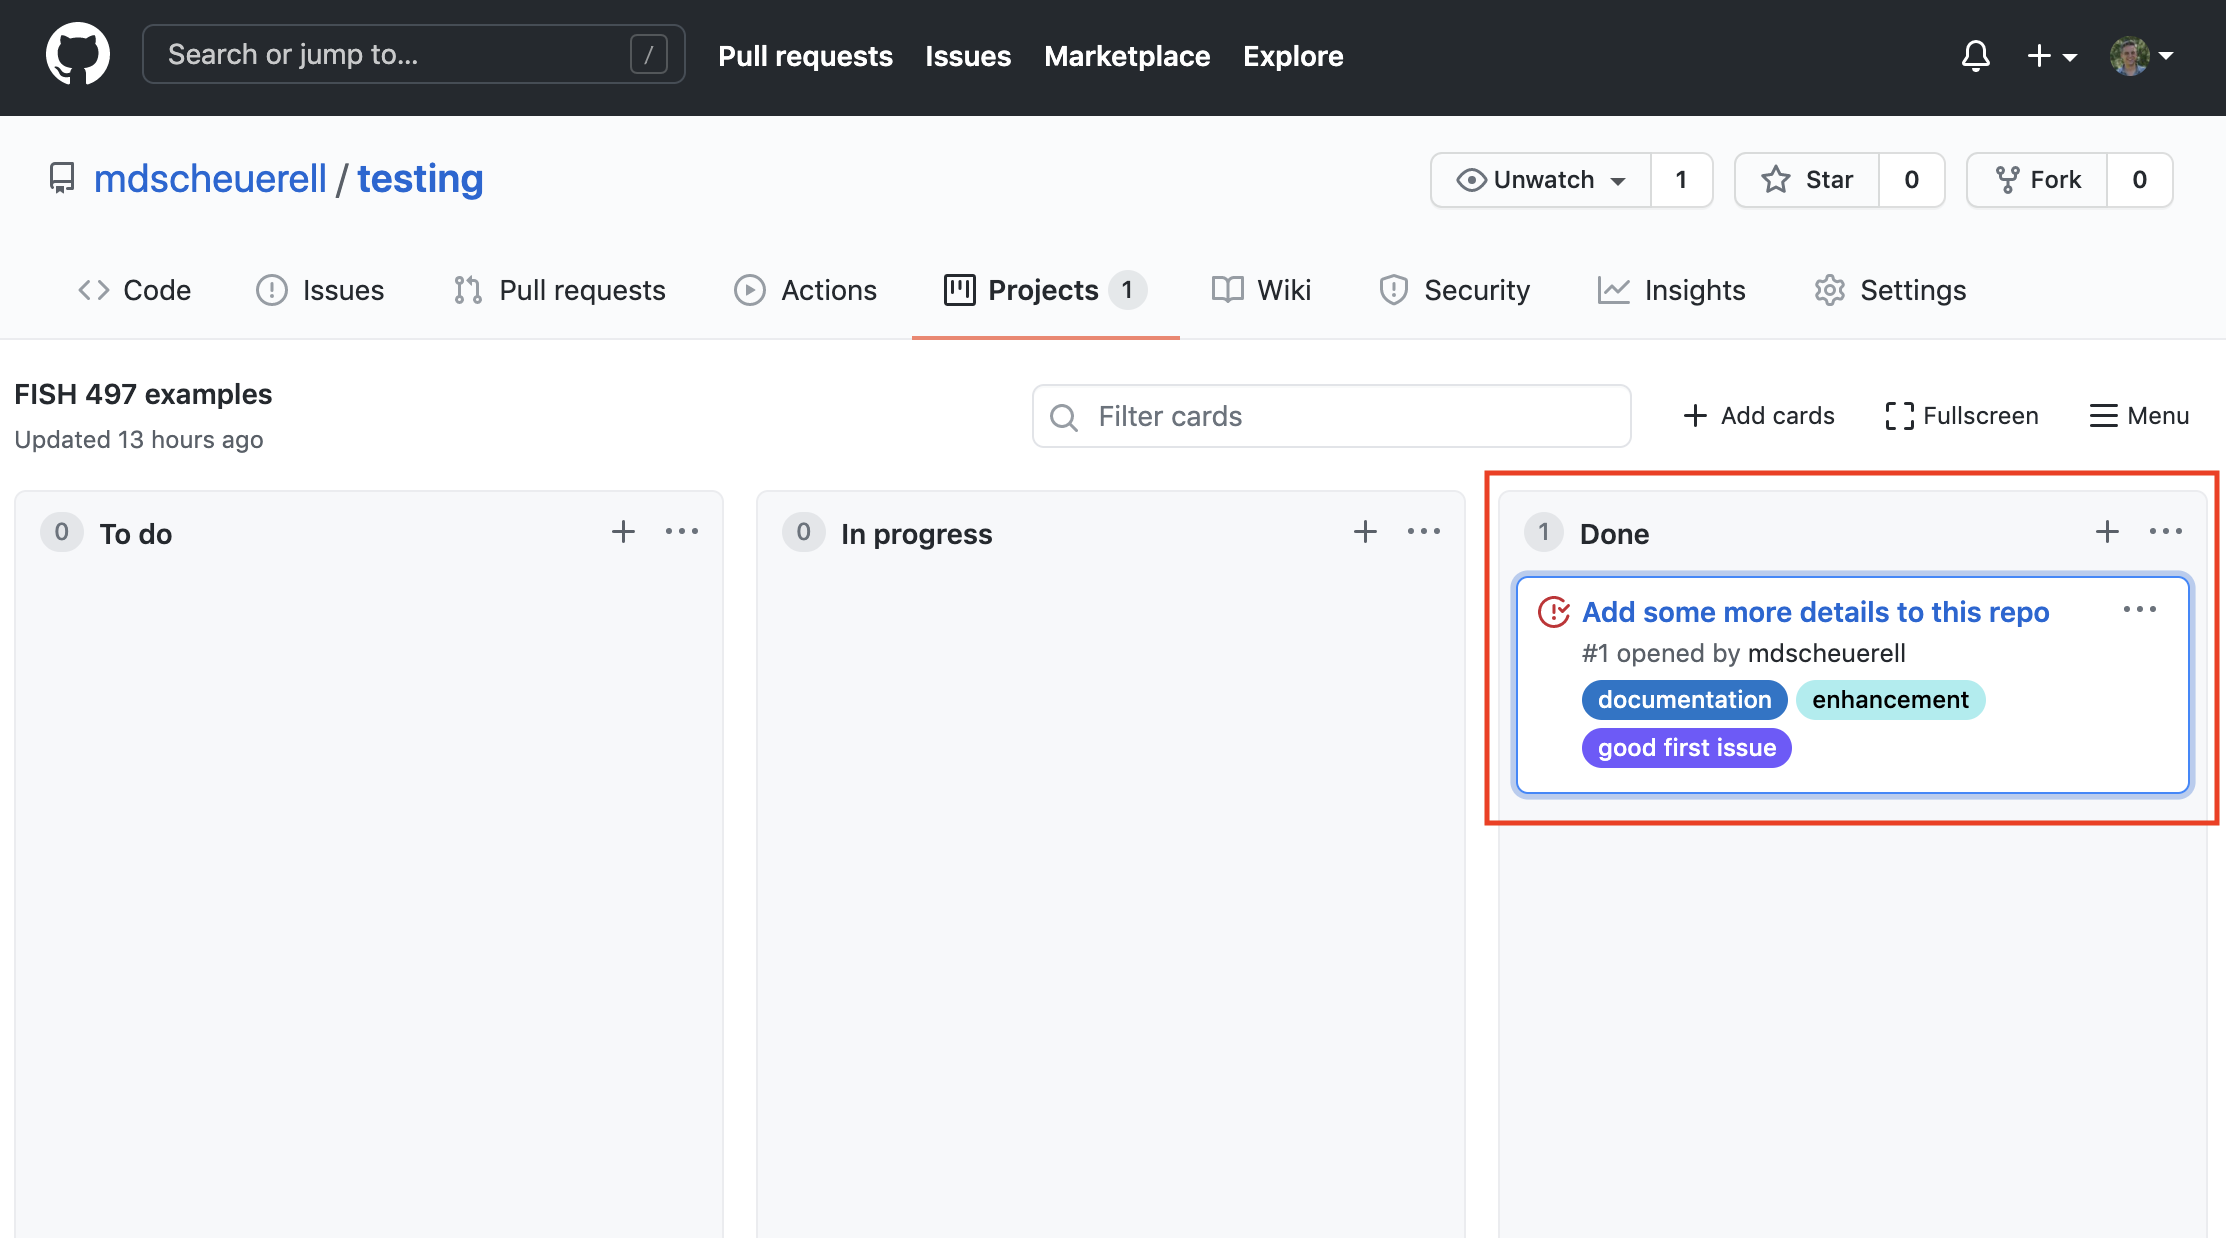 Search or jump to... /
Pull requests Issues Marketplace Explore
mdscheuerell / testing
Unwatch 1 Star 0 Fork 0
Code Issues Pull requests Actions Projects 1 Wiki Security Insights Settings
FISH 497 examples
Updated 13 hours ago
Filter cards
Add cards Fullscreen Menu
0 To do
0 In progress
1 Done
Add some more details to this repo
#1 opened by mdscheuerell
documentation enhancement
good first issue